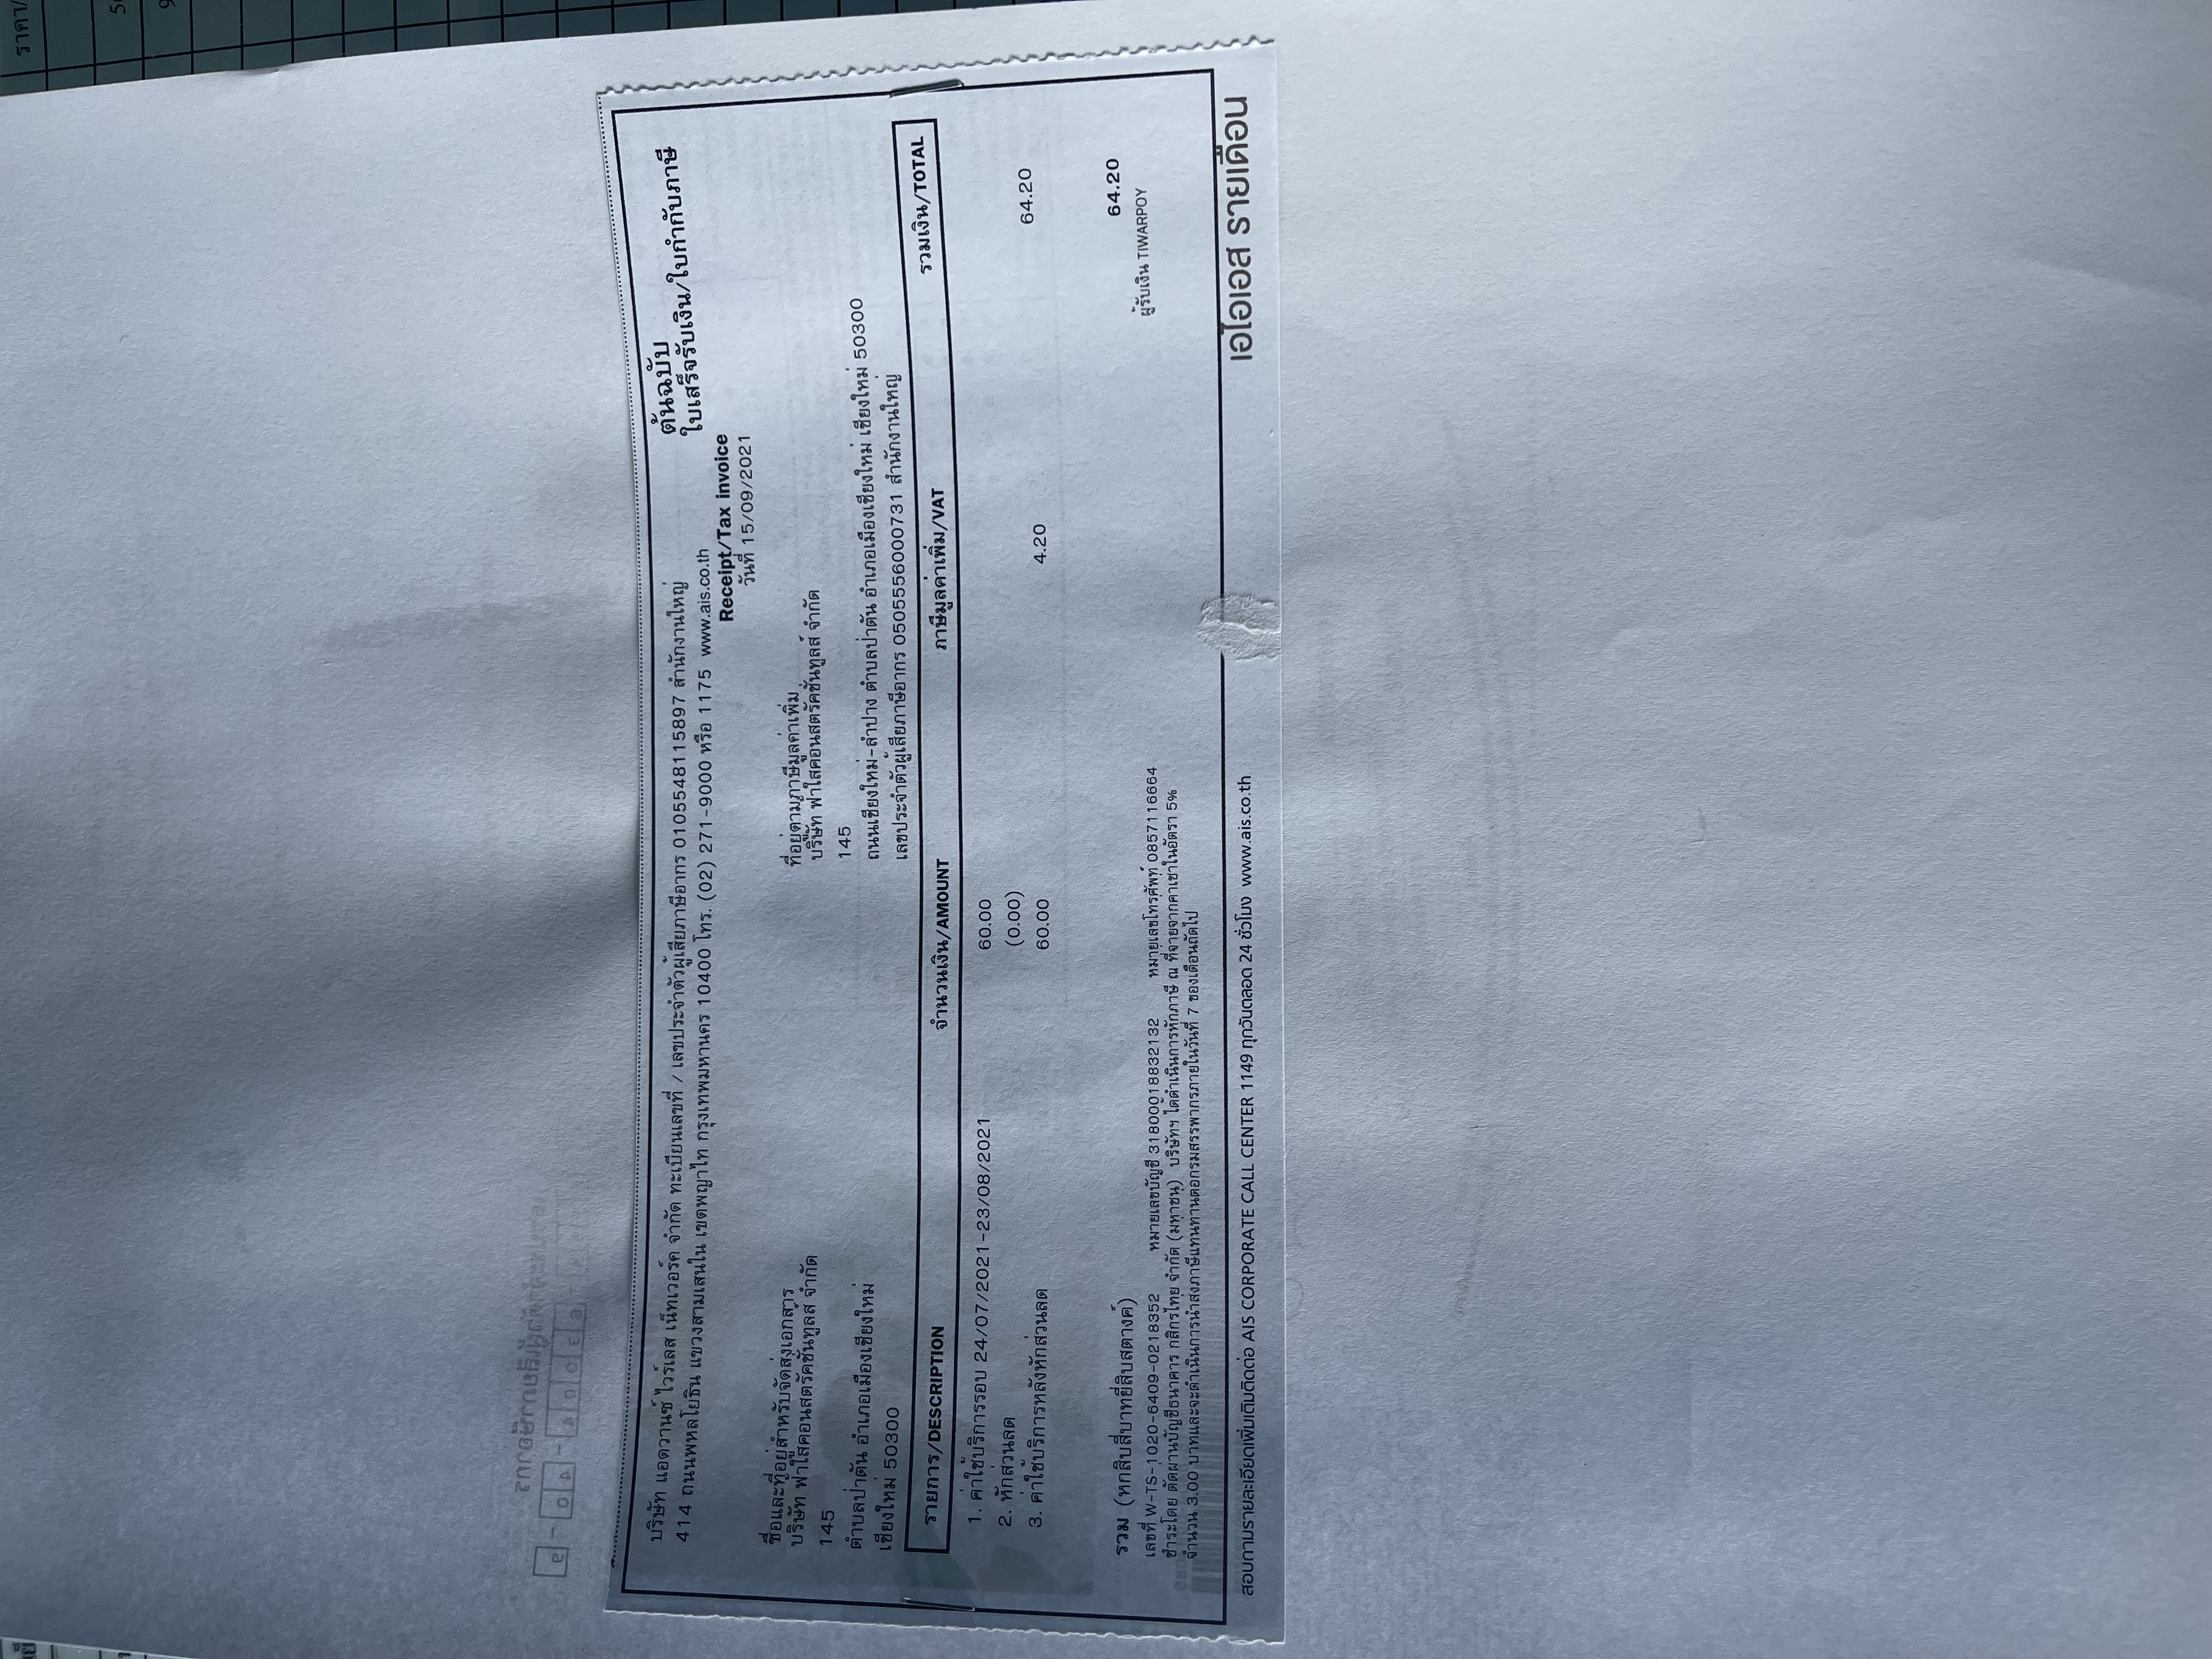 ราคา/
บริษัท แอดวานซ์ ไวร์เลส เน็ทเวอร์ค จำกัด ทะเบียนเลขที่ / เลขประจำตัวผู้เสียภาษีอากร 0105548115897 สำนักงานใหญ่
414 ถนนพหลโยธิน แขวงสามเสนใน เขตพญาไท กรุงเทพมหานคร 10400 โทร. (02) 271-9000 หรือ 1175 www.ais.co.th
ต้นฉบับ
ใบเสร็จรับเงิน/ใบกำกับภาษี
Receipt/Tax invoice
วันที่ 15/09/2021
ชื่อและที่อยู่สำหรับจัดส่งเอกสาร
บริษัท ฟ้าใสคอนสตรัคชั่นทูลส์ จำกัด
145
ตำบลป่าตัน อำเภอเมืองเชียงใหม่
เชียงใหม่ 50300
ที่อยู่ตามภาษีมูลค่าเพิ่ม
บริษัท ฟ้าใสคอนสตรัคชั่นทูลส์ จำกัด
145
ถนนเชียงใหม่-ลำปาง ตำบลป่าตัน อำเภอเมืองเชียงใหม่ เชียงใหม่ 50300
เลขประจำตัวผู้เสียภาษีอากร 0505556000731 สำนักงานใหญ่
รายการ/DESCRIPTION จำนวนเงิน/AMOUNT ภาษีมูลค่าเพิ่ม/VAT รวมเงิน/TOTAL
1. ค่าใช้บริการรอบ 24/07/2021-23/08/2021 60.00
2. หักส่วนลด (0.00)
3. ค่าใช้บริการหลังหักส่วนลด 60.00 4.20 64.20
รวม (หกสิบสี่บาทยี่สิบสตางค์) 64.20
เลขที่ W-TS-1020-6409-0218352 หมายเลขบัญชี 31800018832132 หมายเลขโทรศัพท์ 0857116664 ผู้รับเงิน TIWARPOY
ชำระโดย ตัดผ่านบัญชีธนาคาร กสิกรไทย จำกัด (มหาชน) บริษัทฯ ได้ดำเนินการหักภาษี ณ ที่จ่ายจากค่าเช่าในอัตรา 5%
จำนวน 3.00 บาทและจะดำเนินการนำส่งภาษีแทนท่านต่อกรมสรรพากรภายในวันที่ 7 ของเดือนถัดไป
สอบถามรายละเอียดเพิ่มเติมติดต่อ AIS CORPORATE CALL CENTER 1149 ทุกวันตลอด 24 ชั่วโมง www.ais.co.th
เอไอเอส รายเดือน